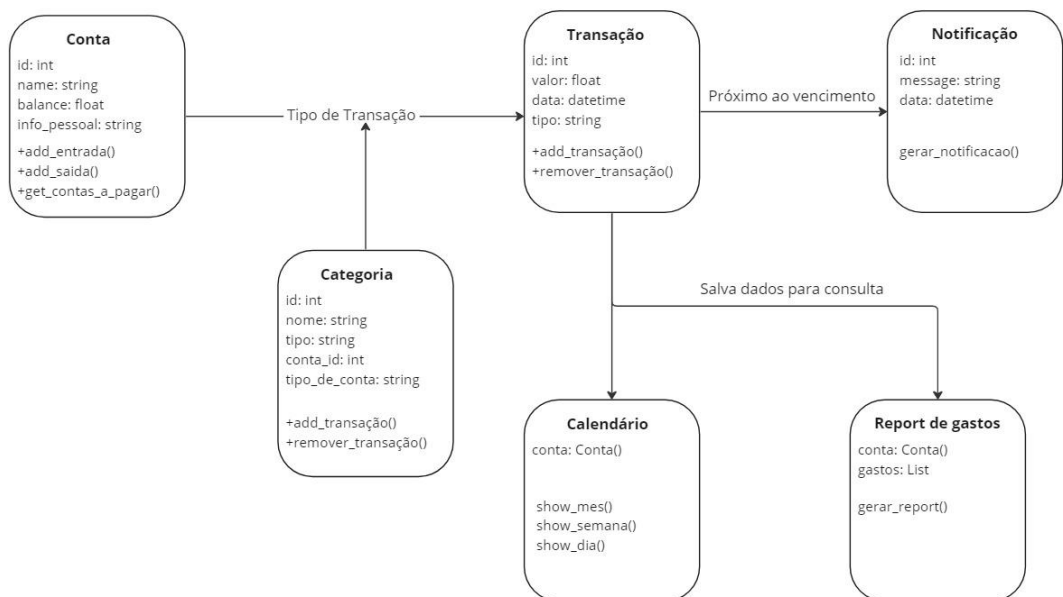 Conta
id: int
name: string
balance: float
info_pessoal: string
+add_entrada()
+add_saida()
+get_contas_a_pagar()
Tipo de Transação
Transação
id: int
valor: float
data: datetime
tipo: string
+add_transação()
+remover_transação()
Próximo ao vencimento
Notificação
id: int
message: string
data: datetime
gerar_notificacao()
Categoria
id: int
nome: string
tipo: string
conta_id: int
tipo_de_conta: string
+add_transação()
+remover_transação()
Salva dados para consulta
Calendário
conta: Conta()
show_mes()
show_semana()
show_dia()
Report de gastos
conta: Conta()
gastos: List
gerar_report()